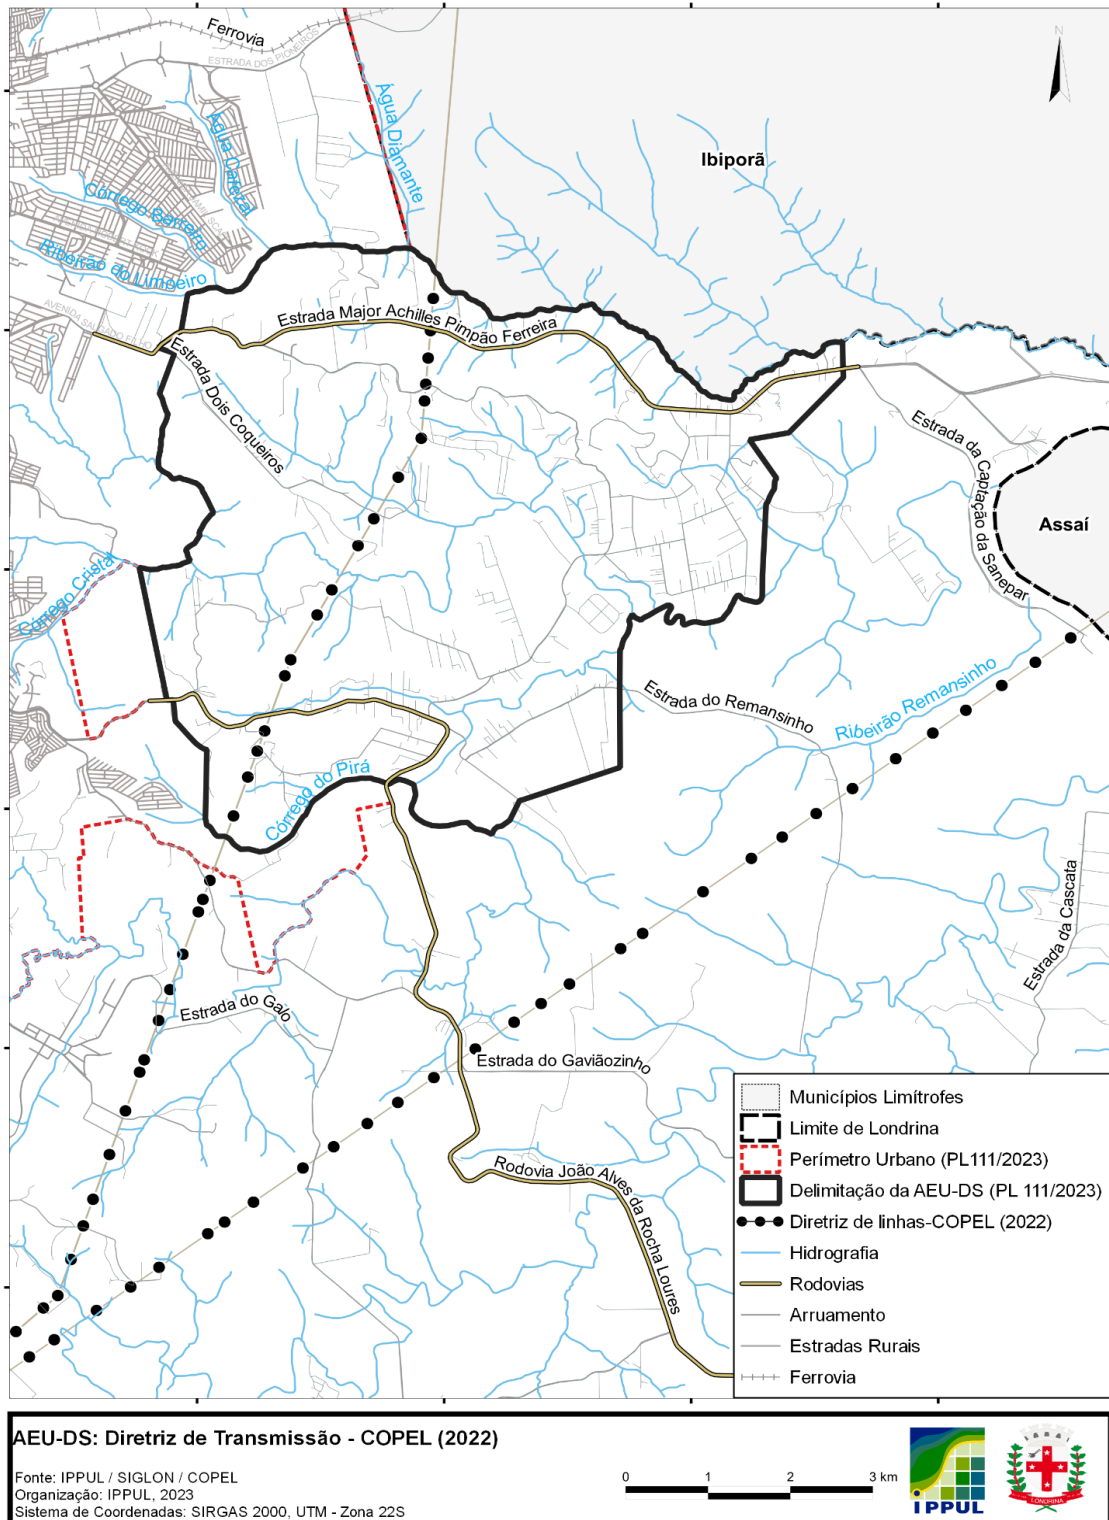 Ferrovia
ESTRADA DOS PIONEIROS
Água Diamante
Água Cafezal
Ibiporã
N
Córrego Barreiro
Ribeirão do Limoeiro
AVENIDA SALGADO FILHO
Estrada Major Achilles Pimpão Ferreira
Estrada Dois Coqueiros
Estrada da Captação da Sanepar
Assaí
Córrego Cristal
Estrada do Remansinho
Ribeirão Remansinho
Córrego do Pirá
Estrada da Cascata
Estrada do Galo
Estrada do Gaviãozinho
Rodovia João Alves da Rocha Loures
Municípios Limítrofes
Limite de Londrina
Perímetro Urbano (PL111/2023)
Delimitação da AEU-DS (PL 111/2023)
Diretriz de linhas-COPEL (2022)
Hidrografia
Rodovias
Arruamento
Estradas Rurais
Ferrovia
AEU-DS: Diretriz de Transmissão - COPEL (2022)
Fonte: IPPUL / SIGLON / COPEL
Organização: IPPUL, 2023
Sistema de Coordenadas: SIRGAS 2000, UTM - Zona 22S
0 1 2 3 km
IPPUL
LONDRINA